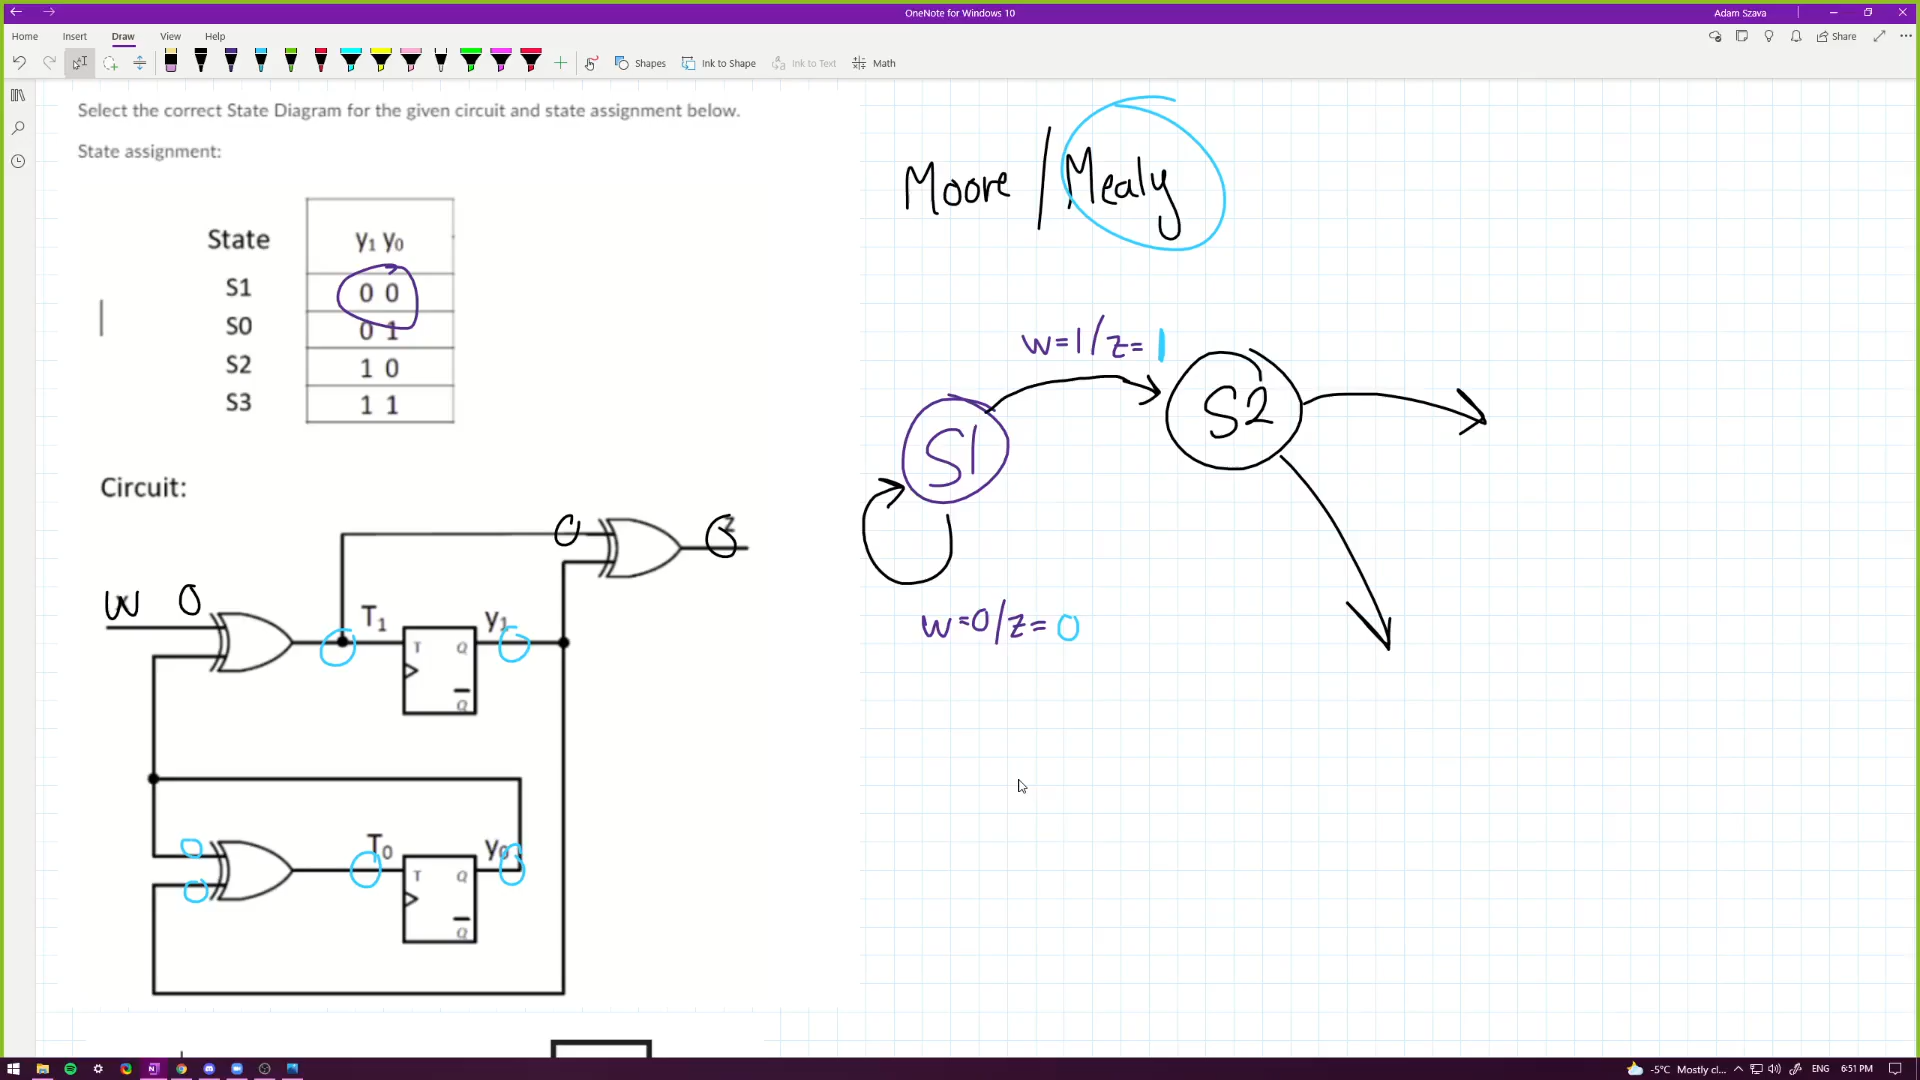 OneNote for Windows 10
Adam Szava
Home Insert Draw View Help
Share
Shapes
Ink to Shape
Ink to Text
Math
Select the correct State Diagram for the given circuit and state assignment below.
State assignment:
State y1 y0
S1 0 0
S0 0 1
S2 1 0
S3 1 1
Circuit:
Moore / Mealy
w=1/z=1
S1
S2
w=0/z=0
0
0
z
w 0
T1
y1
T Q
Q
0
0
T0
y0
T Q
Q
-5°C Mostly cl...
ENG
6:51 PM